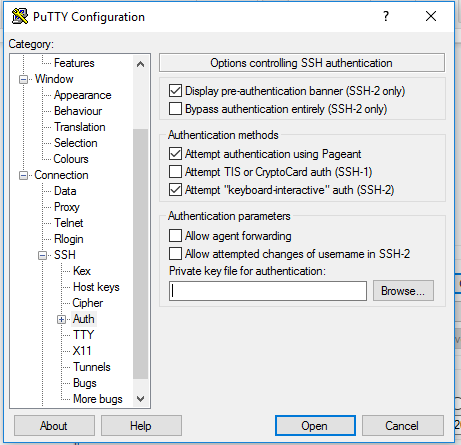 PuTTY Configuration
Category:
Features
Window
Appearance
Behaviour
Translation
Selection
Colours
Connection
Data
Proxy
Telnet
Rlogin
SSH
Kex
Host keys
Cipher
Auth
TTY
X11
Tunnels
Bugs
More bugs
Options controlling SSH authentication
Display pre-authentication banner (SSH-2 only)
Bypass authentication entirely (SSH-2 only)
Authentication methods
Attempt authentication using Pageant
Attempt TIS or CryptoCard auth (SSH-1)
Attempt "keyboard-interactive" auth (SSH-2)
Authentication parameters
Allow agent forwarding
Allow attempted changes of username in SSH-2
Private key file for authentication:
Browse...
About
Help
Open
Cancel